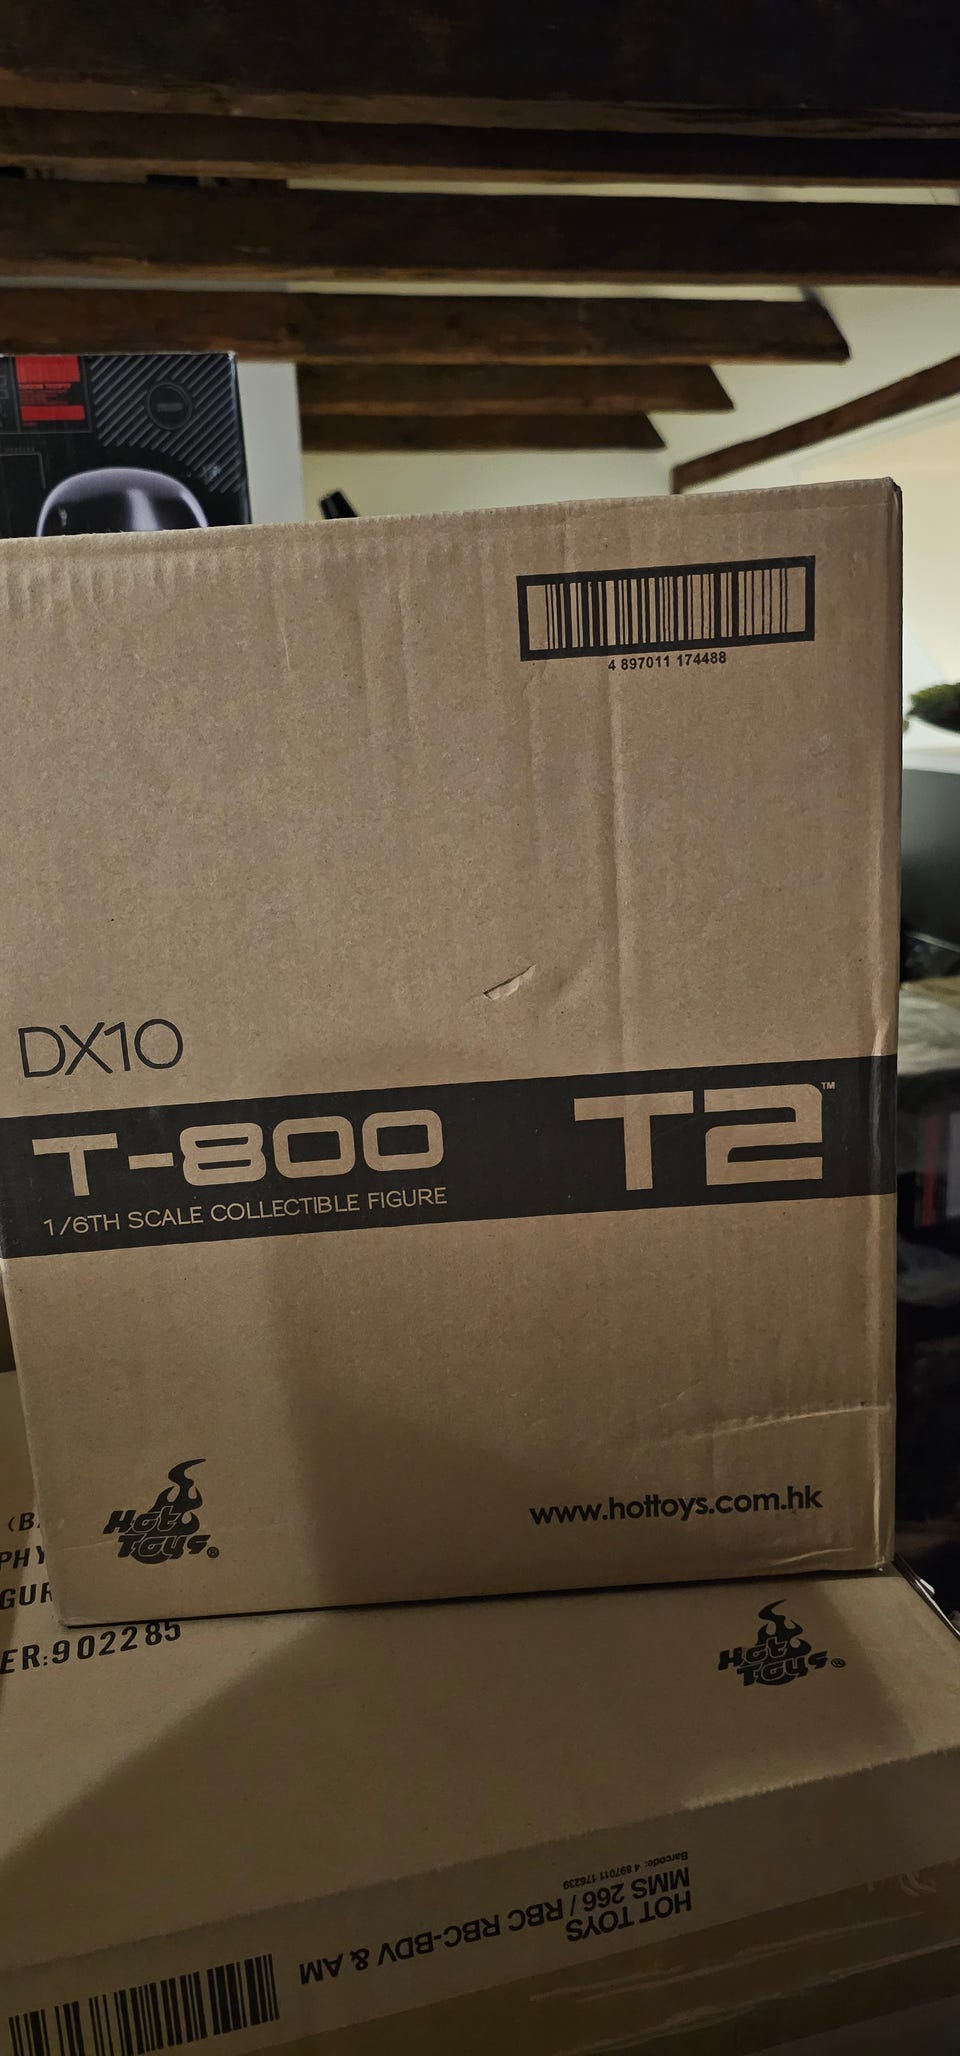 4 897011 174488
DX10
T-800 T2™
1/6TH SCALE COLLECTIBLE FIGURE
Hot
Toys®
www.hottoys.com.hk
(B.
PHY
GUR
ER:902285
Hot
Toys®
HOT TOYS
MMS 266 / RBC RBC-BDV & AM
Barcode: 4 897011 176239